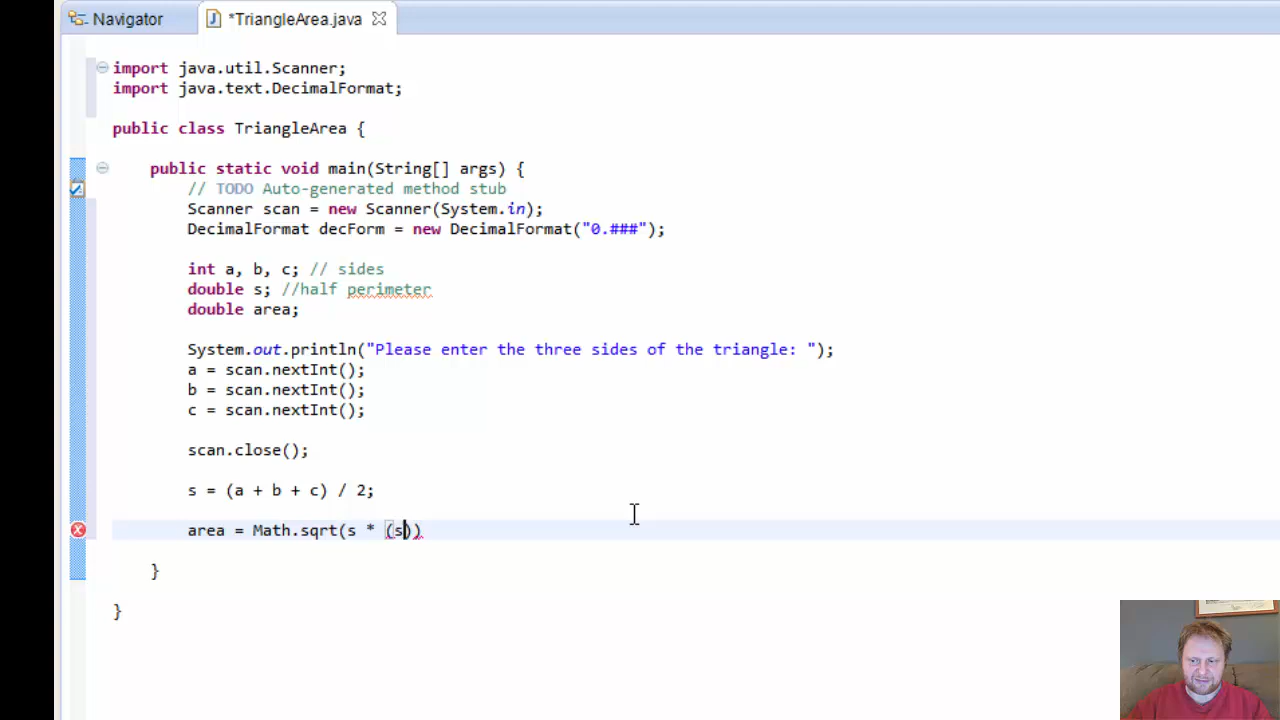 Navigator
*TriangleArea.java
import java.util.Scanner;
import java.text.DecimalFormat;
public class TriangleArea {
public static void main(String[] args) {
// TODO Auto-generated method stub
Scanner scan = new Scanner(System.in);
DecimalFormat decForm = new DecimalFormat("0.###");
int a, b, c; // sides
double s; //half perimeter
double area;
System.out.println("Please enter the three sides of the triangle: ");
a = scan.nextInt();
b = scan.nextInt();
c = scan.nextInt();
scan.close();
s = (a + b + c) / 2;
area = Math.sqrt(s * (s))
}
}